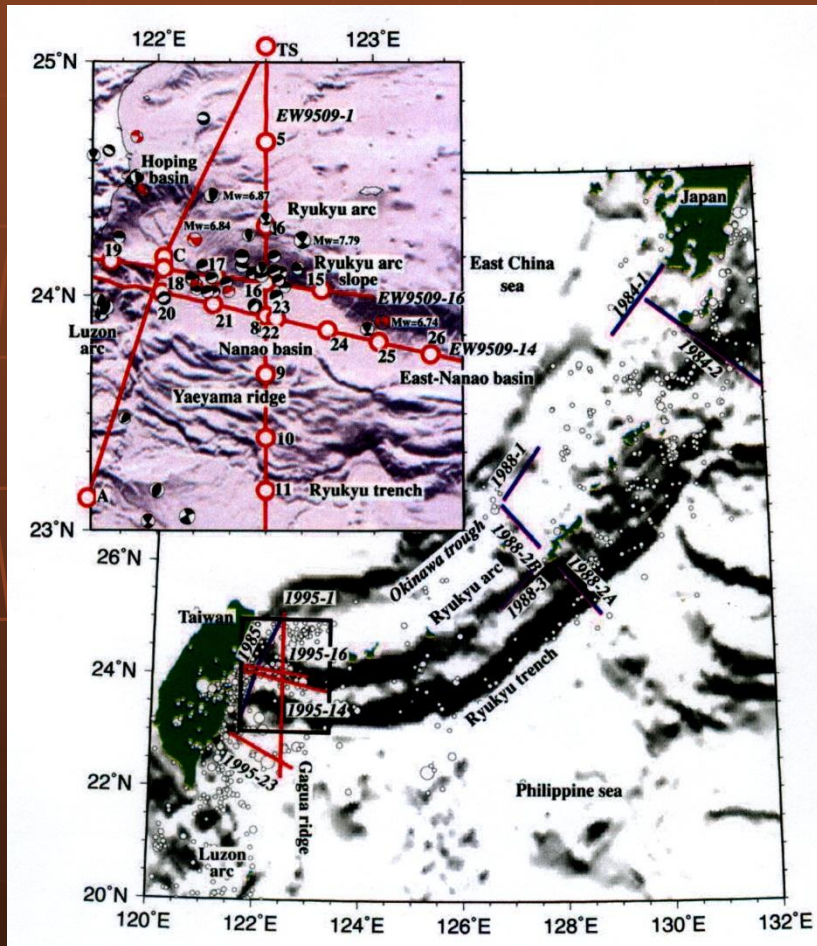 122°E
TS
123°E
25°N
EW9509-1
5
Hoping
basin
Mw=6.87
Ryukyu arc
Japan
Mw=6.84
6
Mw=7.79
19
C
17
Ryukyu arc
slope
East China
sea
18
16
15
24°N
EW9509-16
20
21
8
23
22
Mw=6.74
Luzon
arc
24
25
26
Nanao basin
EW9509-14
East-Nanao basin
9
Yaeyama ridge
10
A
11
Ryukyu trench
23°N
1984-1
1984-2
1988-1
26°N
Okinawa trough
1988-2B
1988-2A
Ryukyu arc
1988-3
Taiwan
1995-1
1985
1995-16
24°N
1995-14
Ryukyu trench
1995-23
22°N
Gagua ridge
Philippine sea
Luzon
arc
20°N
120°E
122°E
124°E
126°E
128°E
130°E
132°E